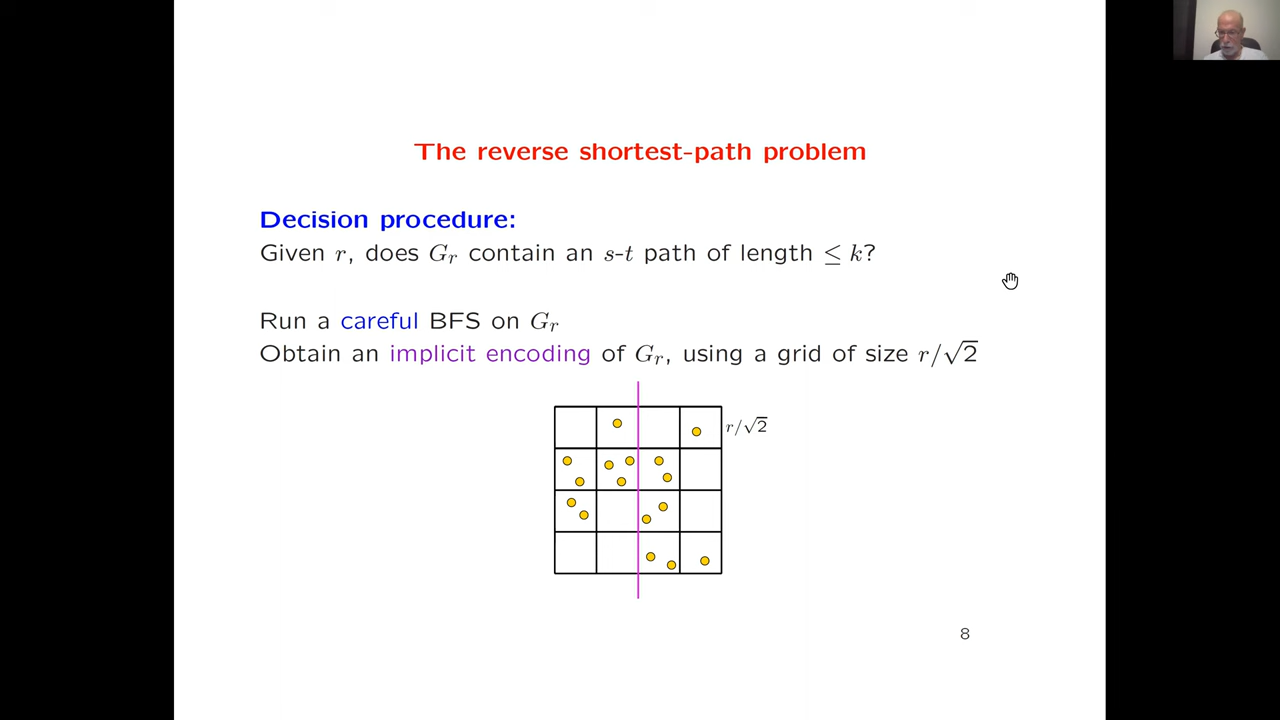 The reverse shortest-path problem
Decision procedure:
Given r, does G_r contain an s-t path of length ≤ k?
Run a careful BFS on G_r
Obtain an implicit encoding of G_r, using a grid of size r/√2
r/√2
8